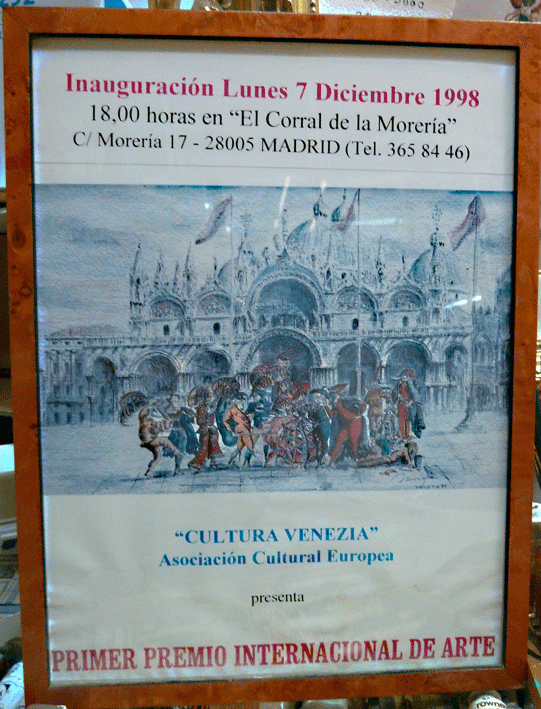 Inauguración Lunes 7 Diciembre 1998
18,00 horas en “El Corral de la Morería”
C/ Morería 17 - 28005 MADRID (Tel. 365 84 46)
“CULTURA VENEZIA”
Asociación Cultural Europea
presenta
PRIMER PREMIO INTERNACIONAL DE ARTE